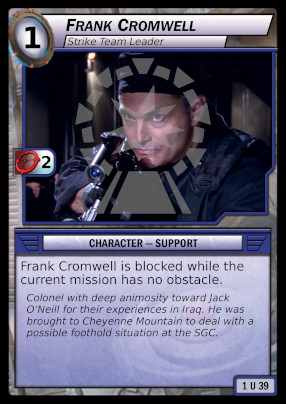 1
FRANK CROMWELL
Strike Team Leader
2
CHARACTER – SUPPORT
Frank Cromwell is blocked while the
current mission has no obstacle.
Colonel with deep animosity toward Jack
O'Neill for their experiences in Iraq. He was
brought to Cheyenne Mountain to deal with a
possible foothold situation at the SGC.
1 U 39